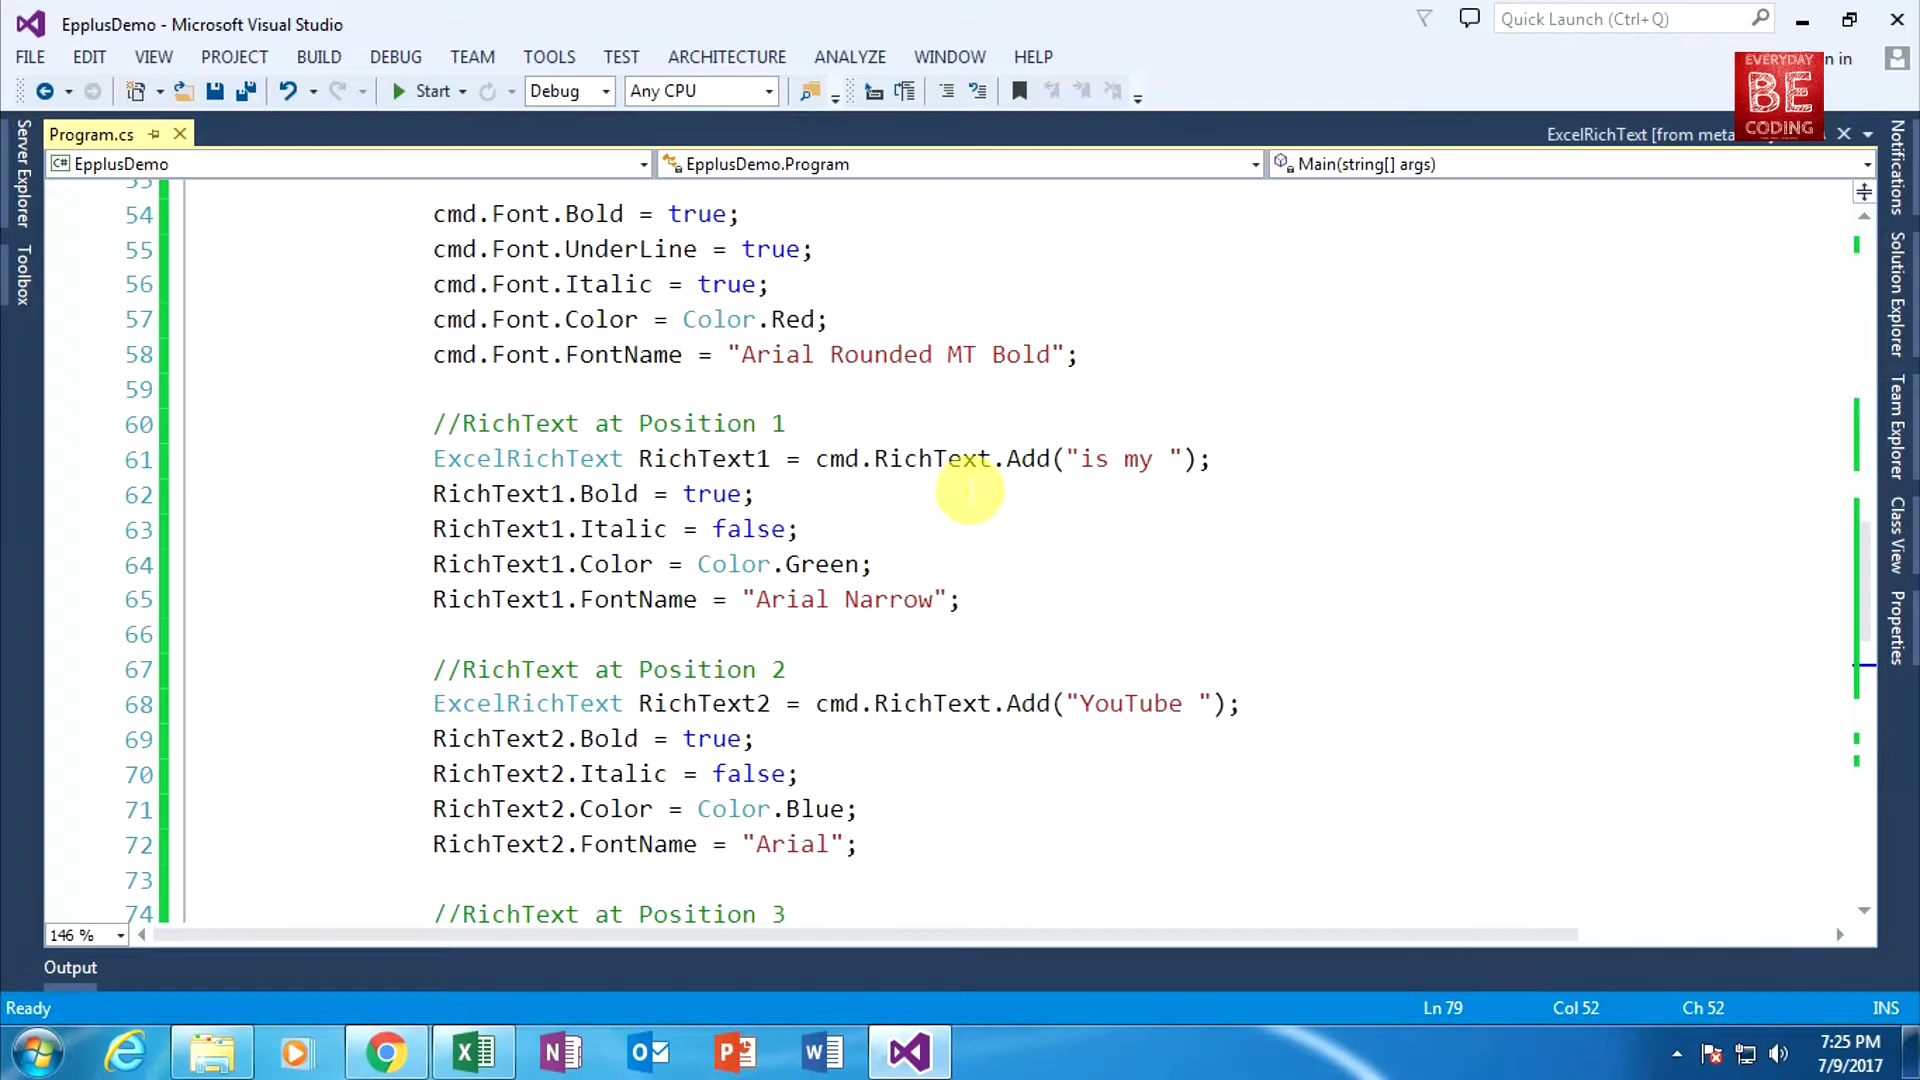 EpplusDemo - Microsoft Visual Studio
Quick Launch (Ctrl+Q)
FILE EDIT VIEW PROJECT BUILD DEBUG TEAM TOOLS TEST ARCHITECTURE ANALYZE WINDOW HELP
n in
Start Debug Any CPU
EVERYDAY
BE
CODING
Program.cs
ExcelRichText [from meta
EpplusDemo
EpplusDemo.Program
Main(string[] args)
Server Explorer
Toolbox
54 cmd.Font.Bold = true;
55 cmd.Font.UnderLine = true;
56 cmd.Font.Italic = true;
57 cmd.Font.Color = Color.Red;
58 cmd.Font.FontName = "Arial Rounded MT Bold";
59
60 //RichText at Position 1
61 ExcelRichText RichText1 = cmd.RichText.Add("is my ");
62 RichText1.Bold = true;
63 RichText1.Italic = false;
64 RichText1.Color = Color.Green;
65 RichText1.FontName = "Arial Narrow";
66
67 //RichText at Position 2
68 ExcelRichText RichText2 = cmd.RichText.Add("YouTube ");
69 RichText2.Bold = true;
70 RichText2.Italic = false;
71 RichText2.Color = Color.Blue;
72 RichText2.FontName = "Arial";
73
74 //RichText at Position 3
Notifications
Solution Explorer
Team Explorer
Class View
Properties
146 %
Output
Ready
Ln 79 Col 52 Ch 52 INS
7:25 PM
7/9/2017